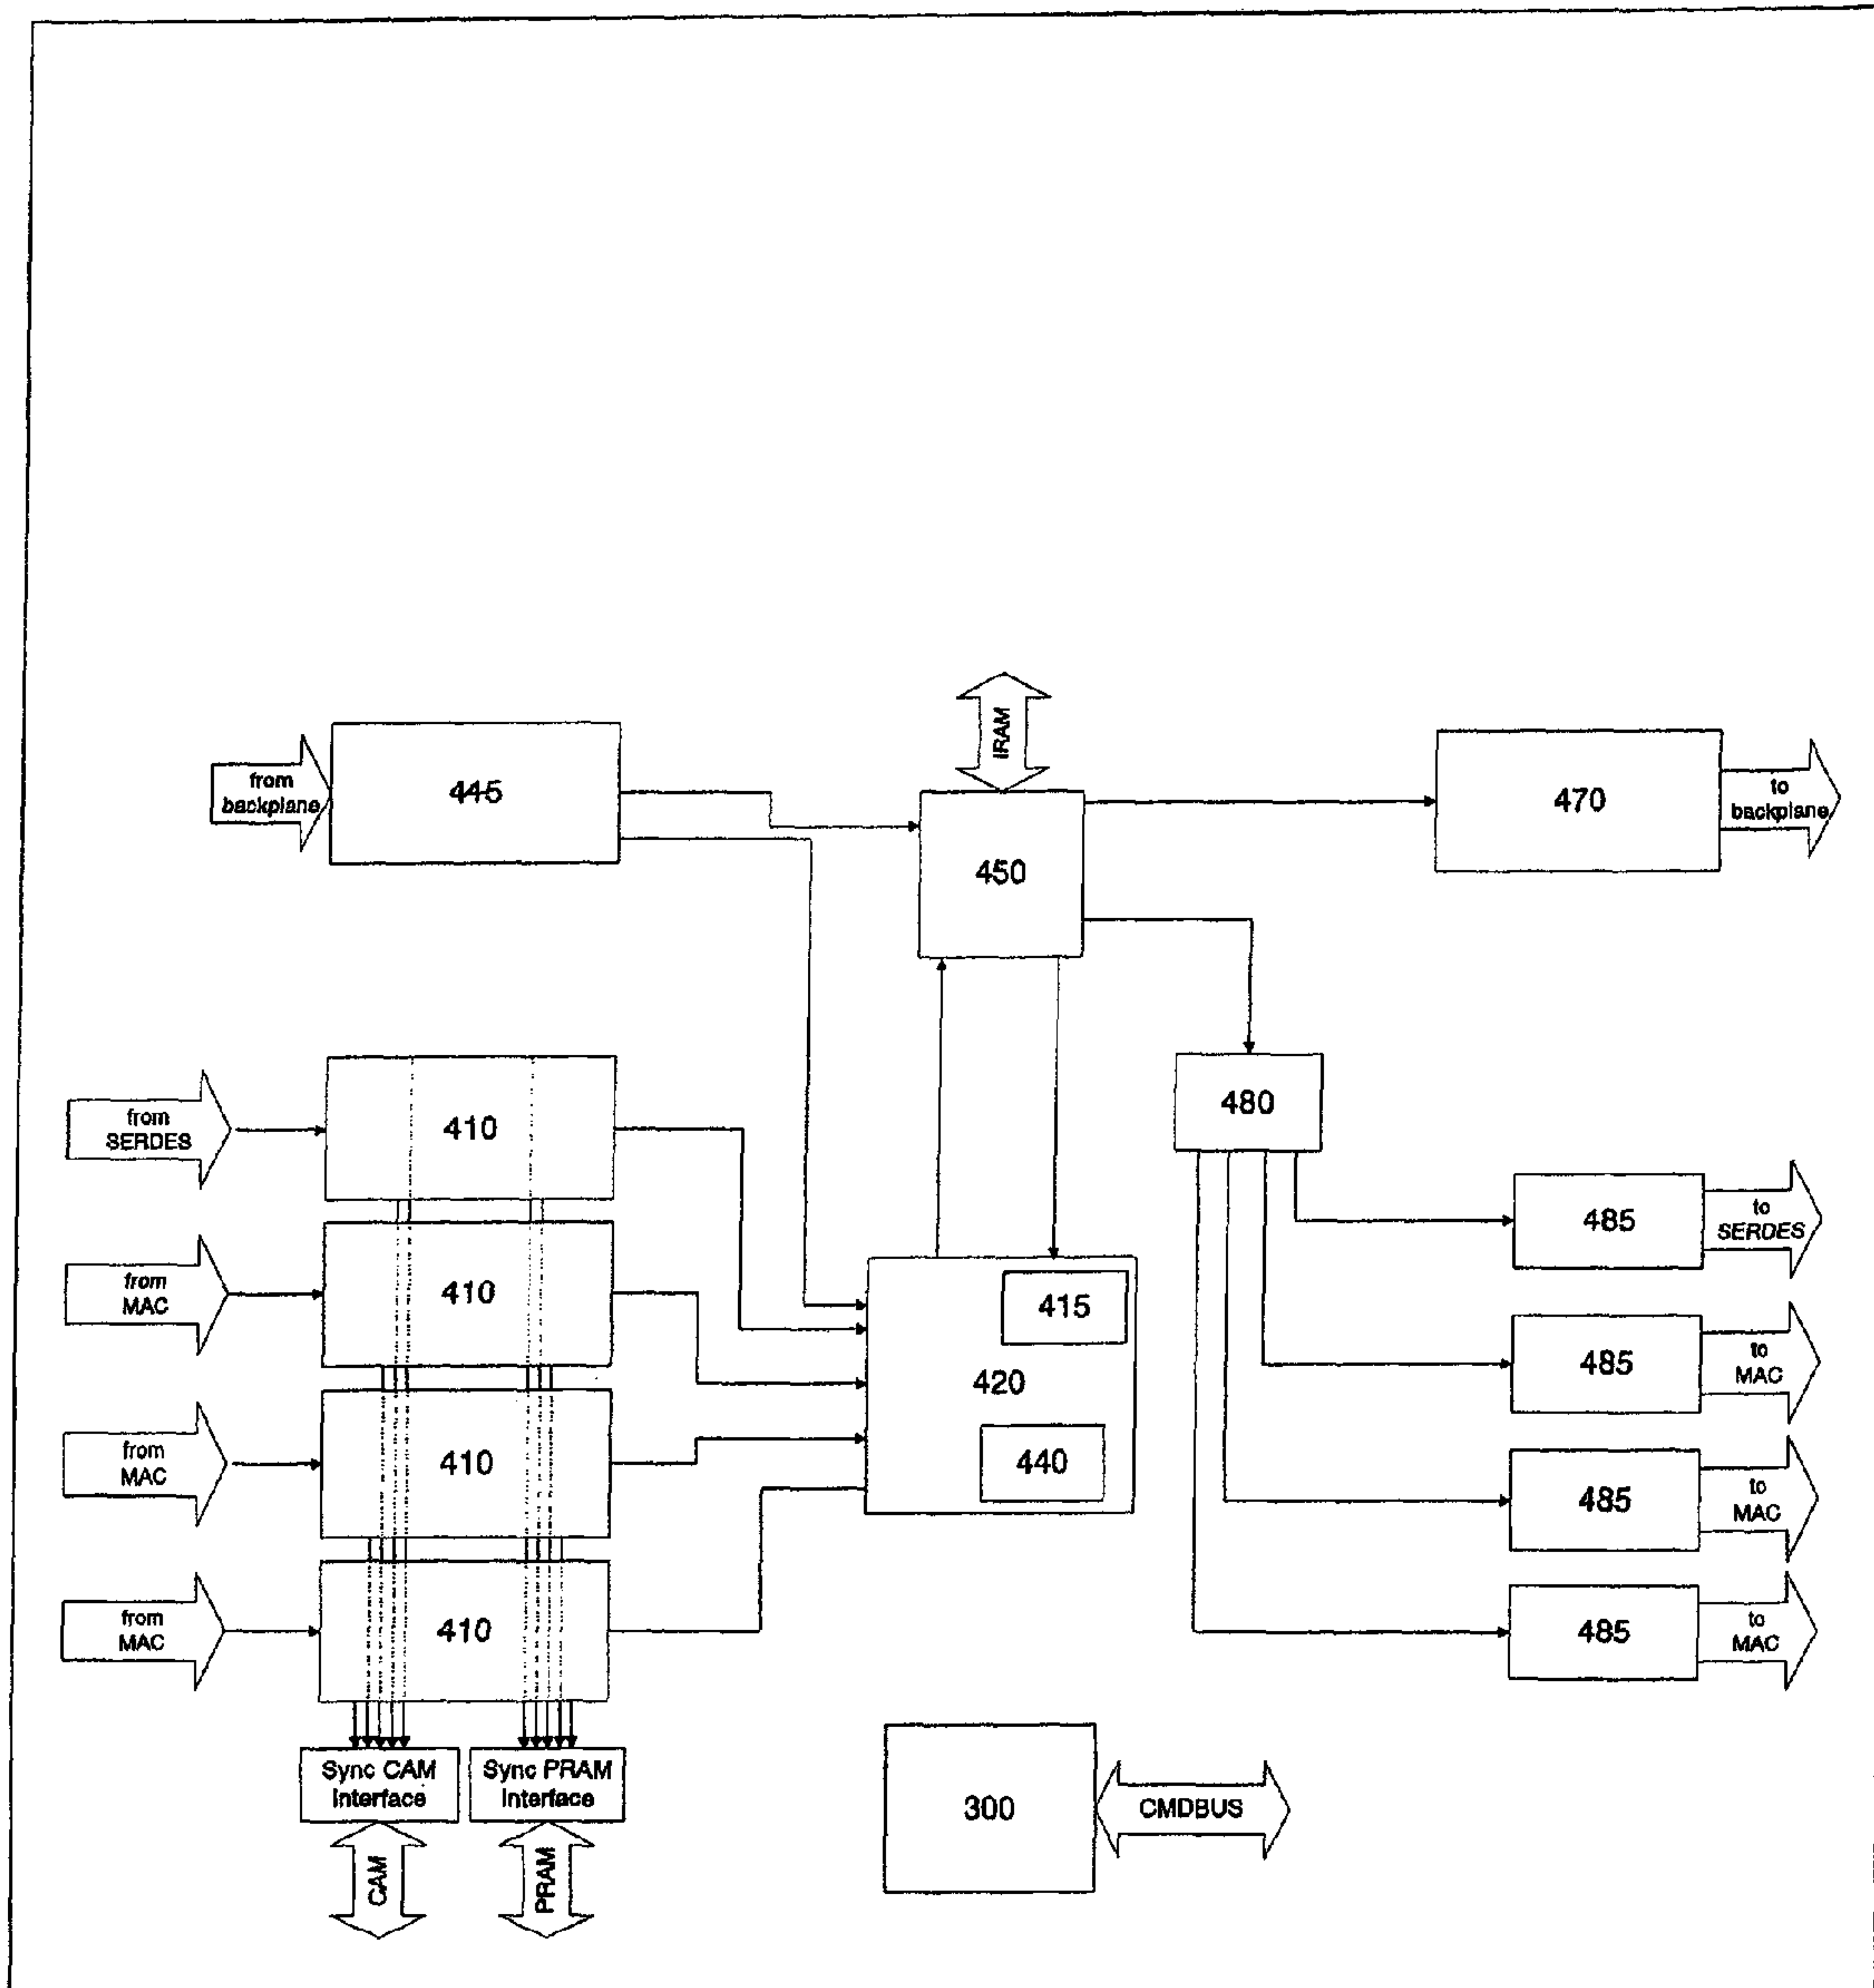 IRAM
from
backplane
445
450
470
to
backplane
from
SERDES
410
480
485
to
SERDES
from
MAC
410
415
420
485
to
MAC
from
MAC
410
440
485
to
MAC
from
MAC
410
485
to
MAC
Sync CAM
Interface
Sync PRAM
Interface
300
CMDBUS
CAM
PRAM